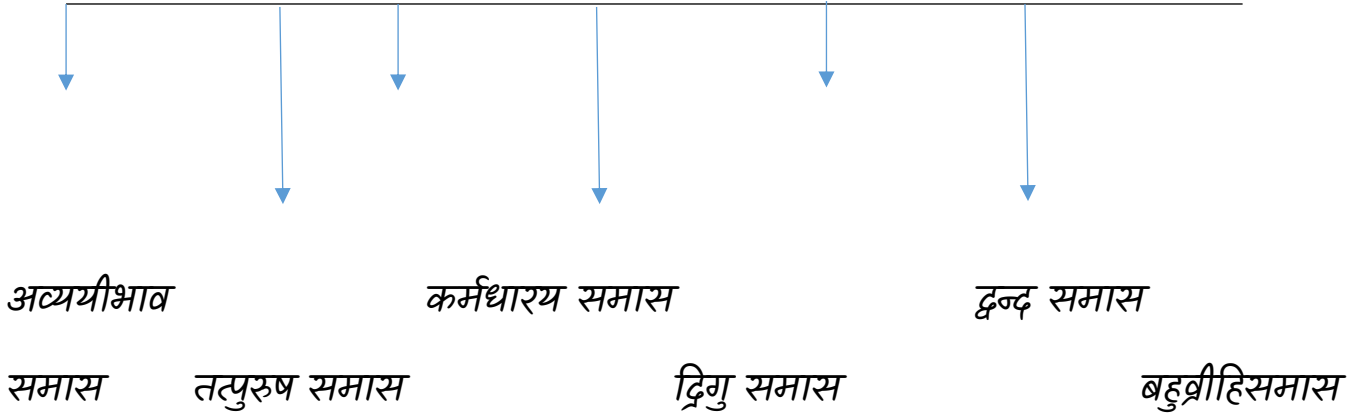 अव्ययीभाव कर्मधारय समास द्वन्द समास
समास तत्पुरुष समास द्विगु समास बहुव्रीहिसमास